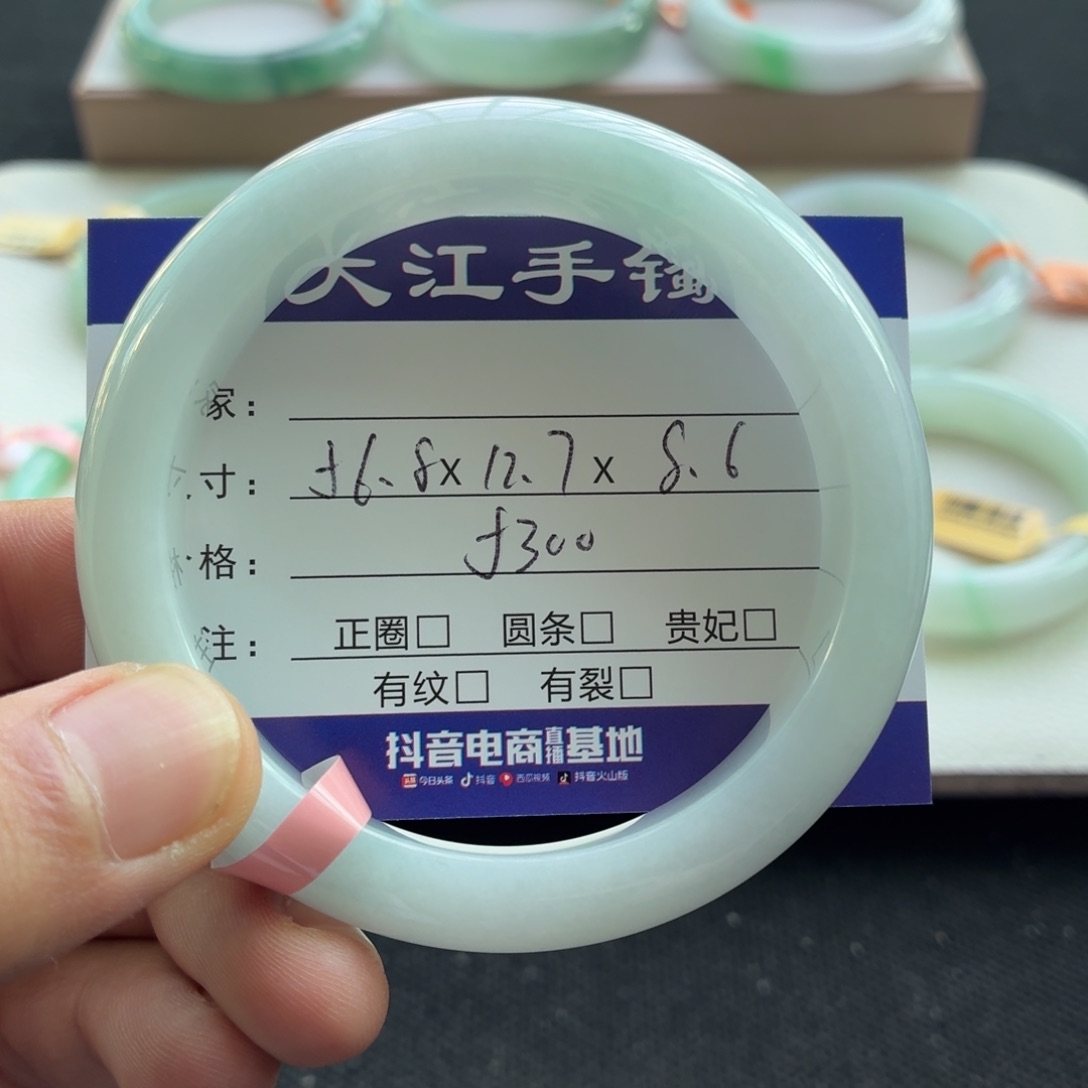 大江手镯
家：
尺寸：56.8x12.7x8.6
格：5300
注：正圈□ 圆条□ 贵妃□
有纹□ 有裂□
抖音电商直播基地
今日头条 抖音 西瓜视频 抖音火山版